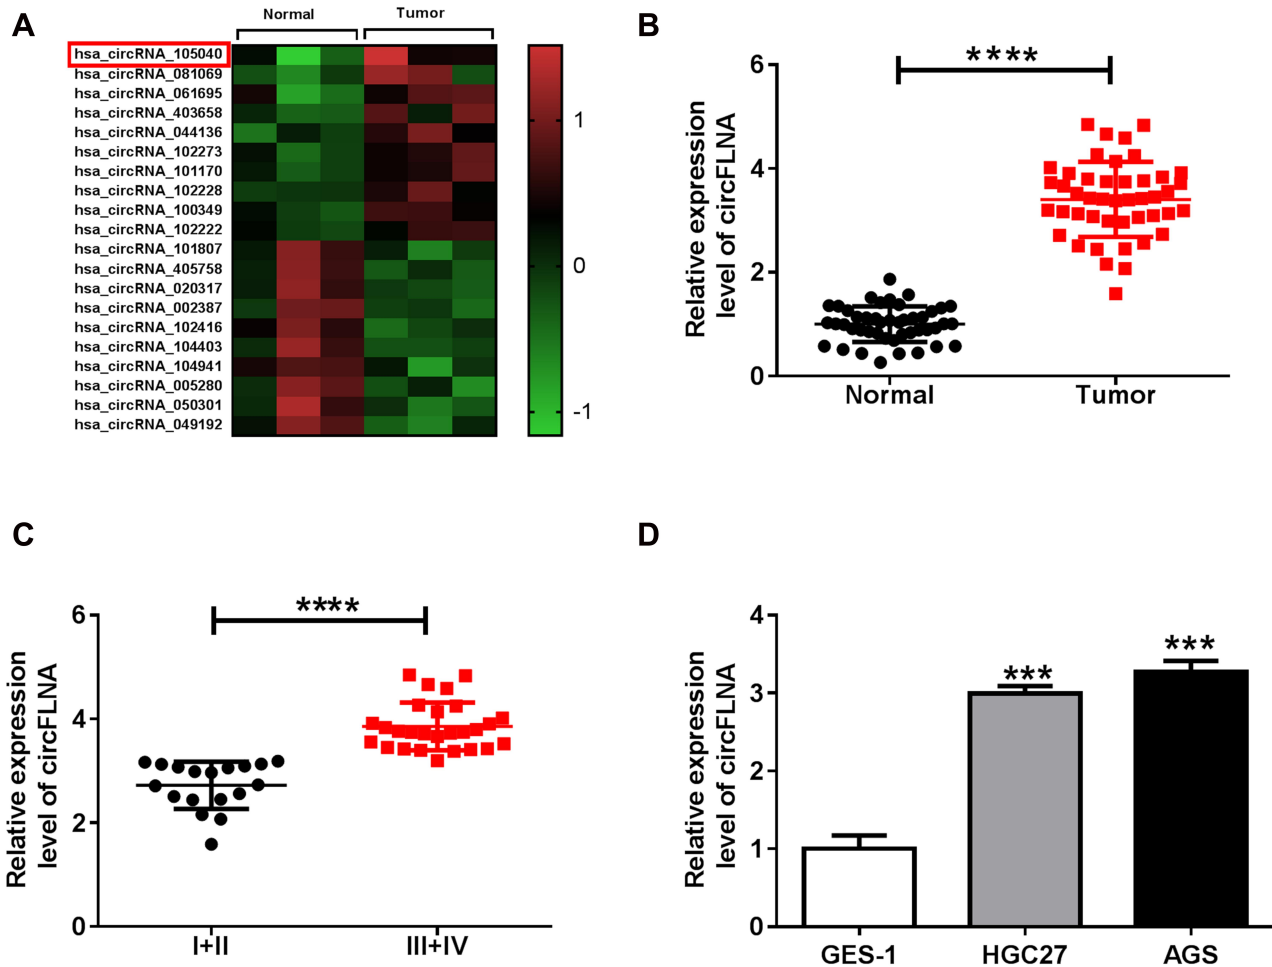 A
Normal Tumor
hsa_circRNA_105040
hsa_circRNA_081069
hsa_circRNA_061695
hsa_circRNA_403658
hsa_circRNA_044136
hsa_circRNA_102273
hsa_circRNA_101170
hsa_circRNA_102228
hsa_circRNA_100349
hsa_circRNA_102222
hsa_circRNA_101807
hsa_circRNA_405758
hsa_circRNA_020317
hsa_circRNA_002387
hsa_circRNA_102416
hsa_circRNA_104403
hsa_circRNA_104941
hsa_circRNA_005280
hsa_circRNA_050301
hsa_circRNA_049192
1
0
-1
B
Relative expression
level of circFLNA
6
4
2
0
****
Normal Tumor
C
Relative expression
level of circFLNA
6
4
2
0
****
I+II III+IV
D
Relative expression
level of circFLNA
4
3
2
1
0
***
***
GES-1 HGC27 AGS